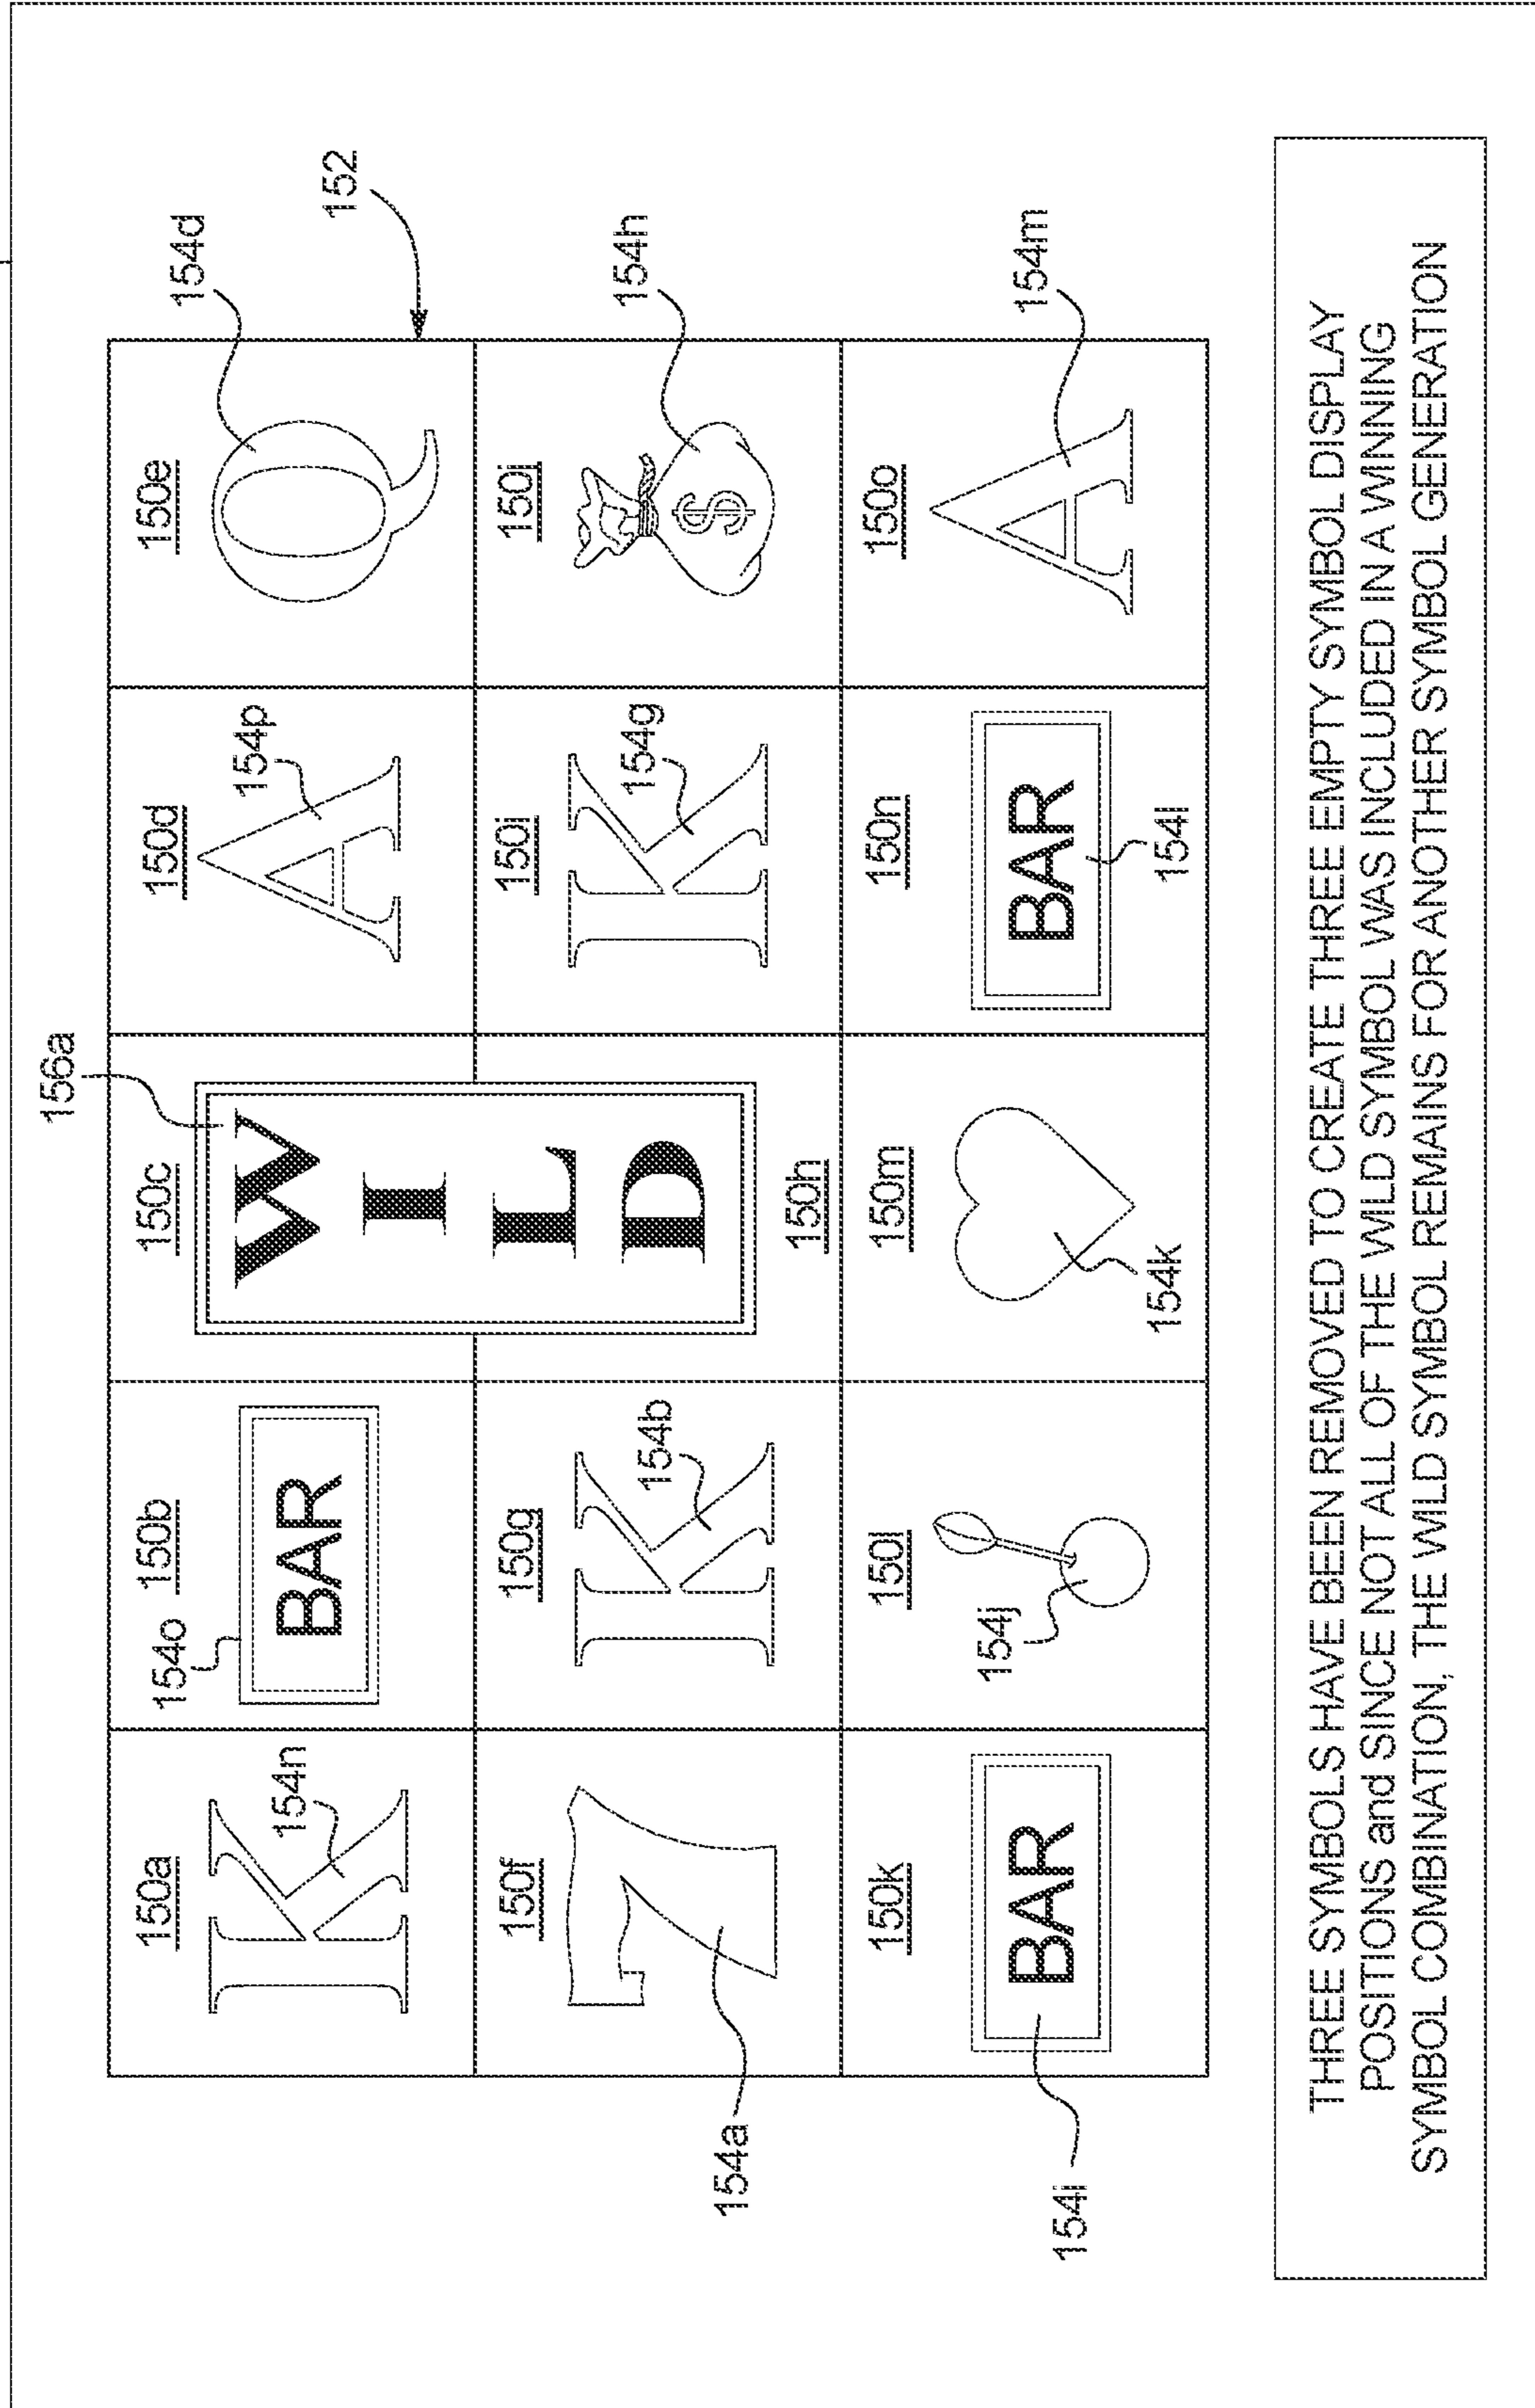 156a
150a
K
154n
150b
154o
BAR
150c
WILD
150d
A
154p
150e
Q
154d
152
150f
7
154a
150g
K
154b
150h
150i
K
154g
150j
$
154h
150k
BAR
154i
150l
154j
150m
154k
150n
BAR
154l
150o
A
154m
THREE SYMBOLS HAVE BEEN REMOVED TO CREATE THREE EMPTY SYMBOL DISPLAY
POSITIONS and SINCE NOT ALL OF THE WILD SYMBOL WAS INCLUDED IN A WINNING
SYMBOL COMBINATION, THE WILD SYMBOL REMAINS FOR ANOTHER SYMBOL GENERATION